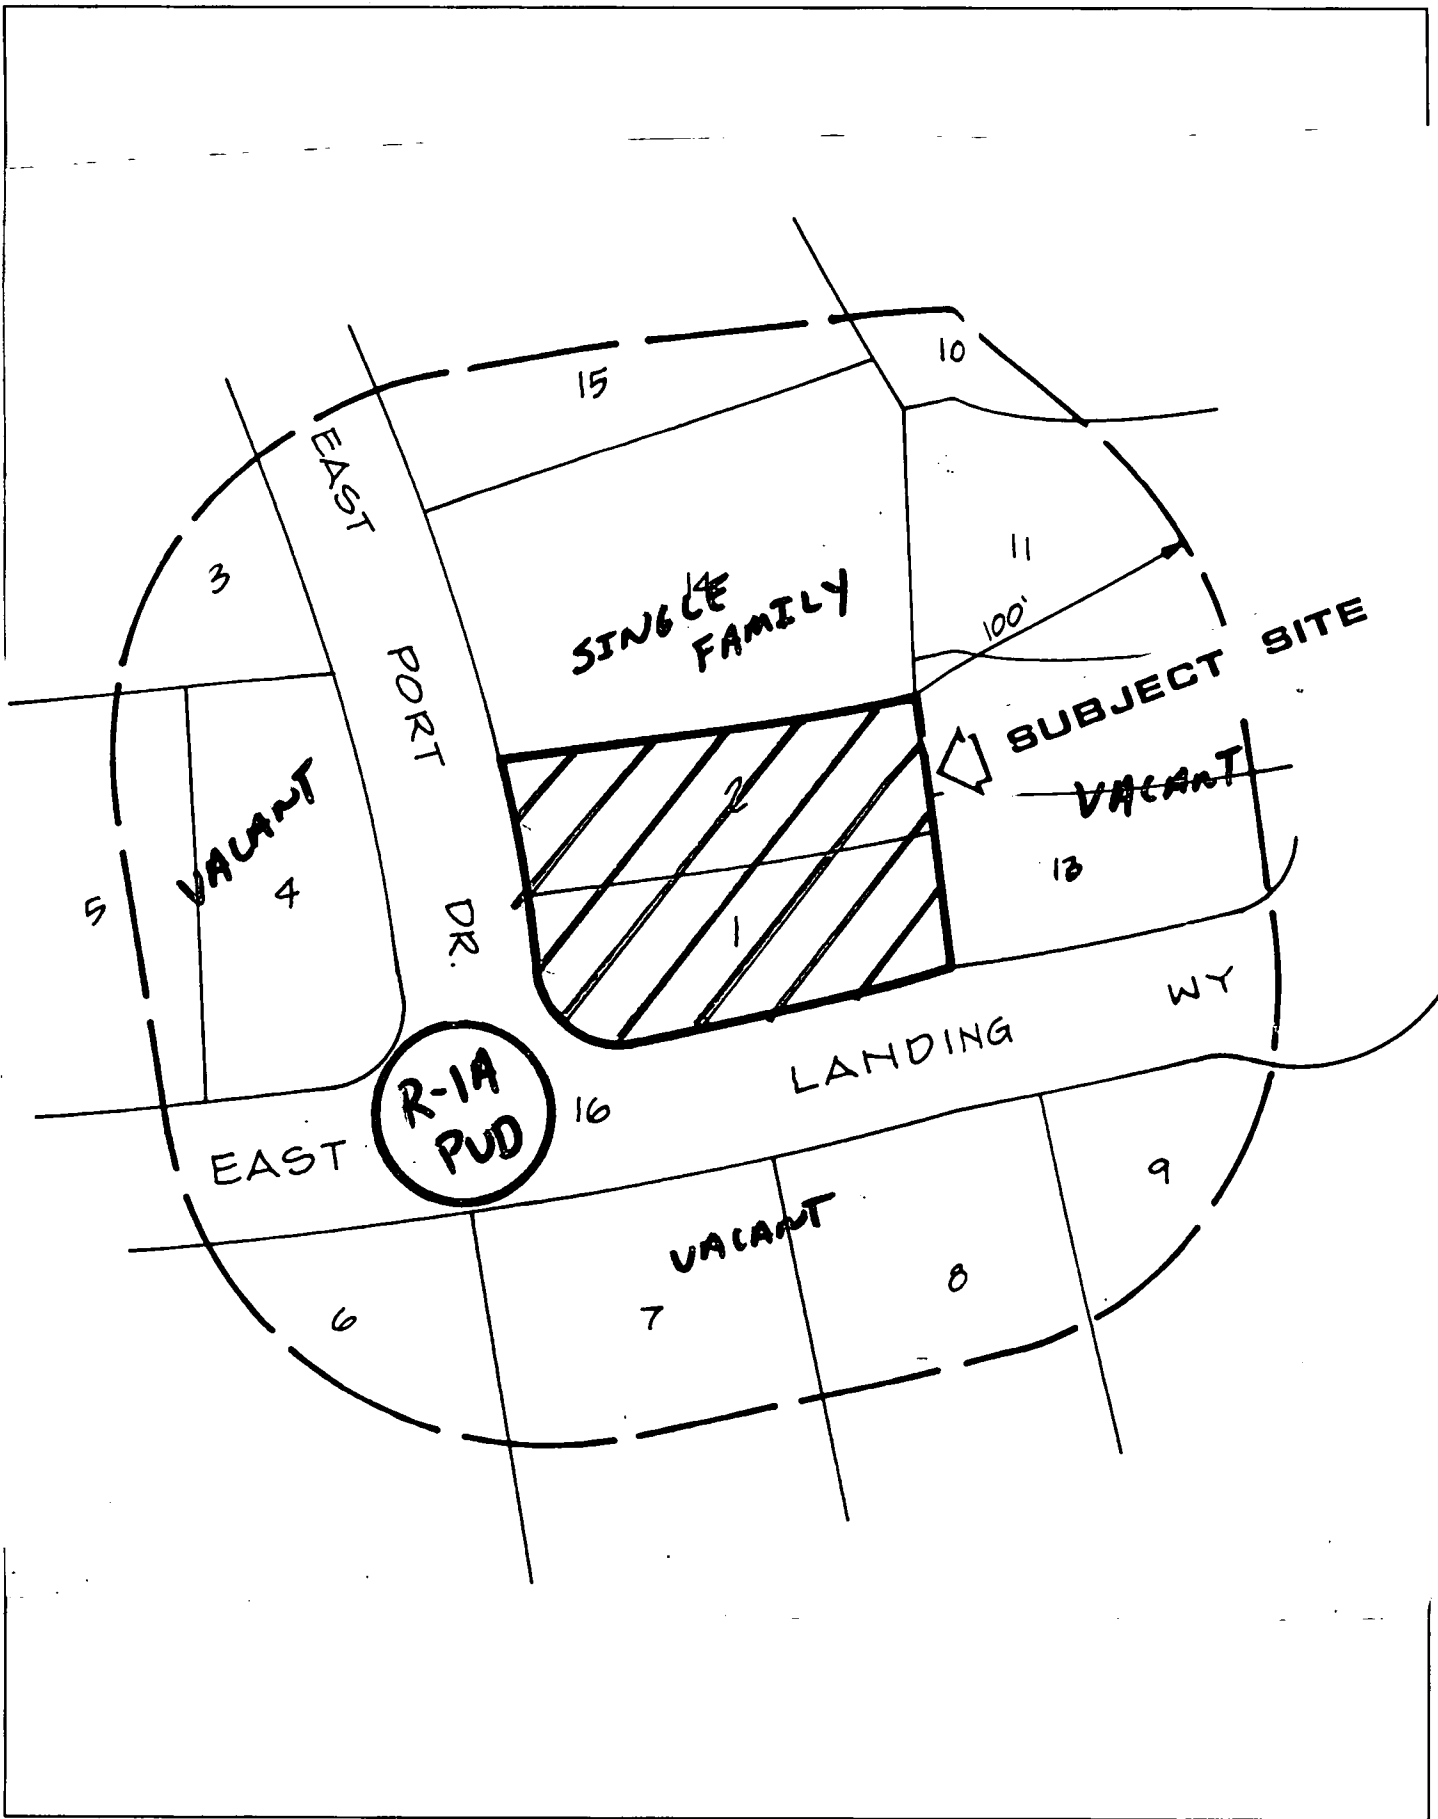 10
15
EAST
3
11
14
SINGLE
FAMILY
100'
SUBJECT SITE
PORT
VACANT
2
VACANT
4
13
5
DR.
1
WY
LANDING
R-1A
PUD
16
EAST
9
VACANT
8
6
7